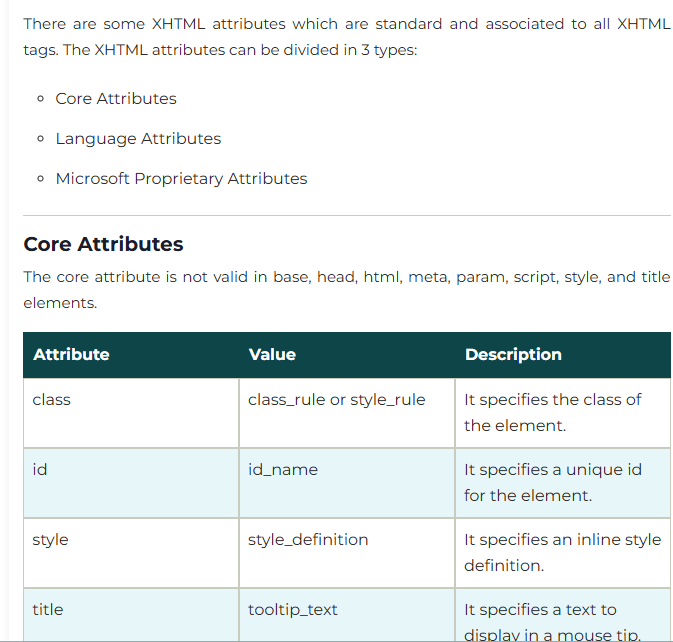 There are some XHTML attributes which are standard and associated to all XHTML
tags. The XHTML attributes can be divided in 3 types:
Core Attributes
Language Attributes
Microsoft Proprietary Attributes
Core Attributes
The core attribute is not valid in base, head, html, meta, param, script, style, and title
elements.
Attribute Value Description
class class_rule or style_rule It specifies the class of
the element.
id id_name It specifies a unique id
for the element.
style style_definition It specifies an inline style
definition.
title tooltip_text It specifies a text to
display in a mouse tip.